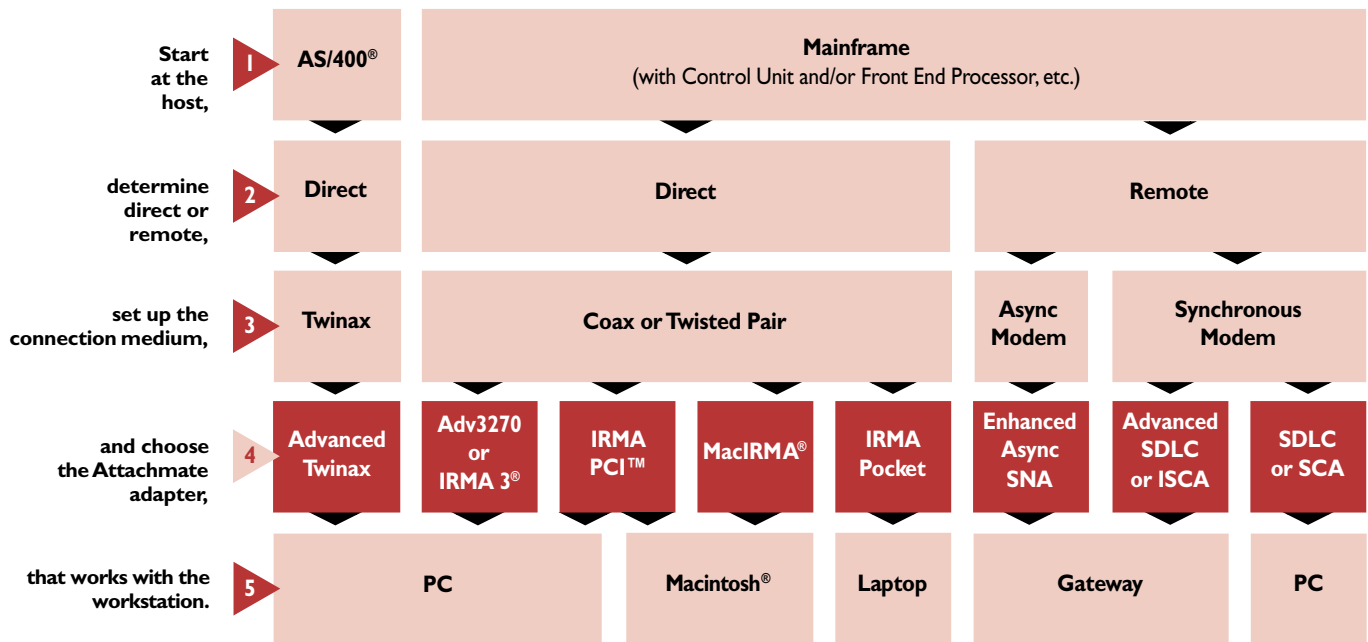 Start
at the
host,
1
AS/400®
Mainframe
(with Control Unit and/or Front End Processor, etc.)
determine
direct or
remote,
2
Direct
Direct
Remote
set up the
connection medium,
3
Twinax
Coax or Twisted Pair
Async
Modem
Synchronous
Modem
and choose
the Attachmate
adapter,
4
Advanced
Twinax
Adv3270
or
IRMA 3®
IRMA
PCI™
MacIRMA®
IRMA
Pocket
Enhanced
Async
SNA
Advanced
SDLC
or ISCA
SDLC
or SCA
that works with the
workstation.
5
PC
Macintosh®
Laptop
Gateway
PC